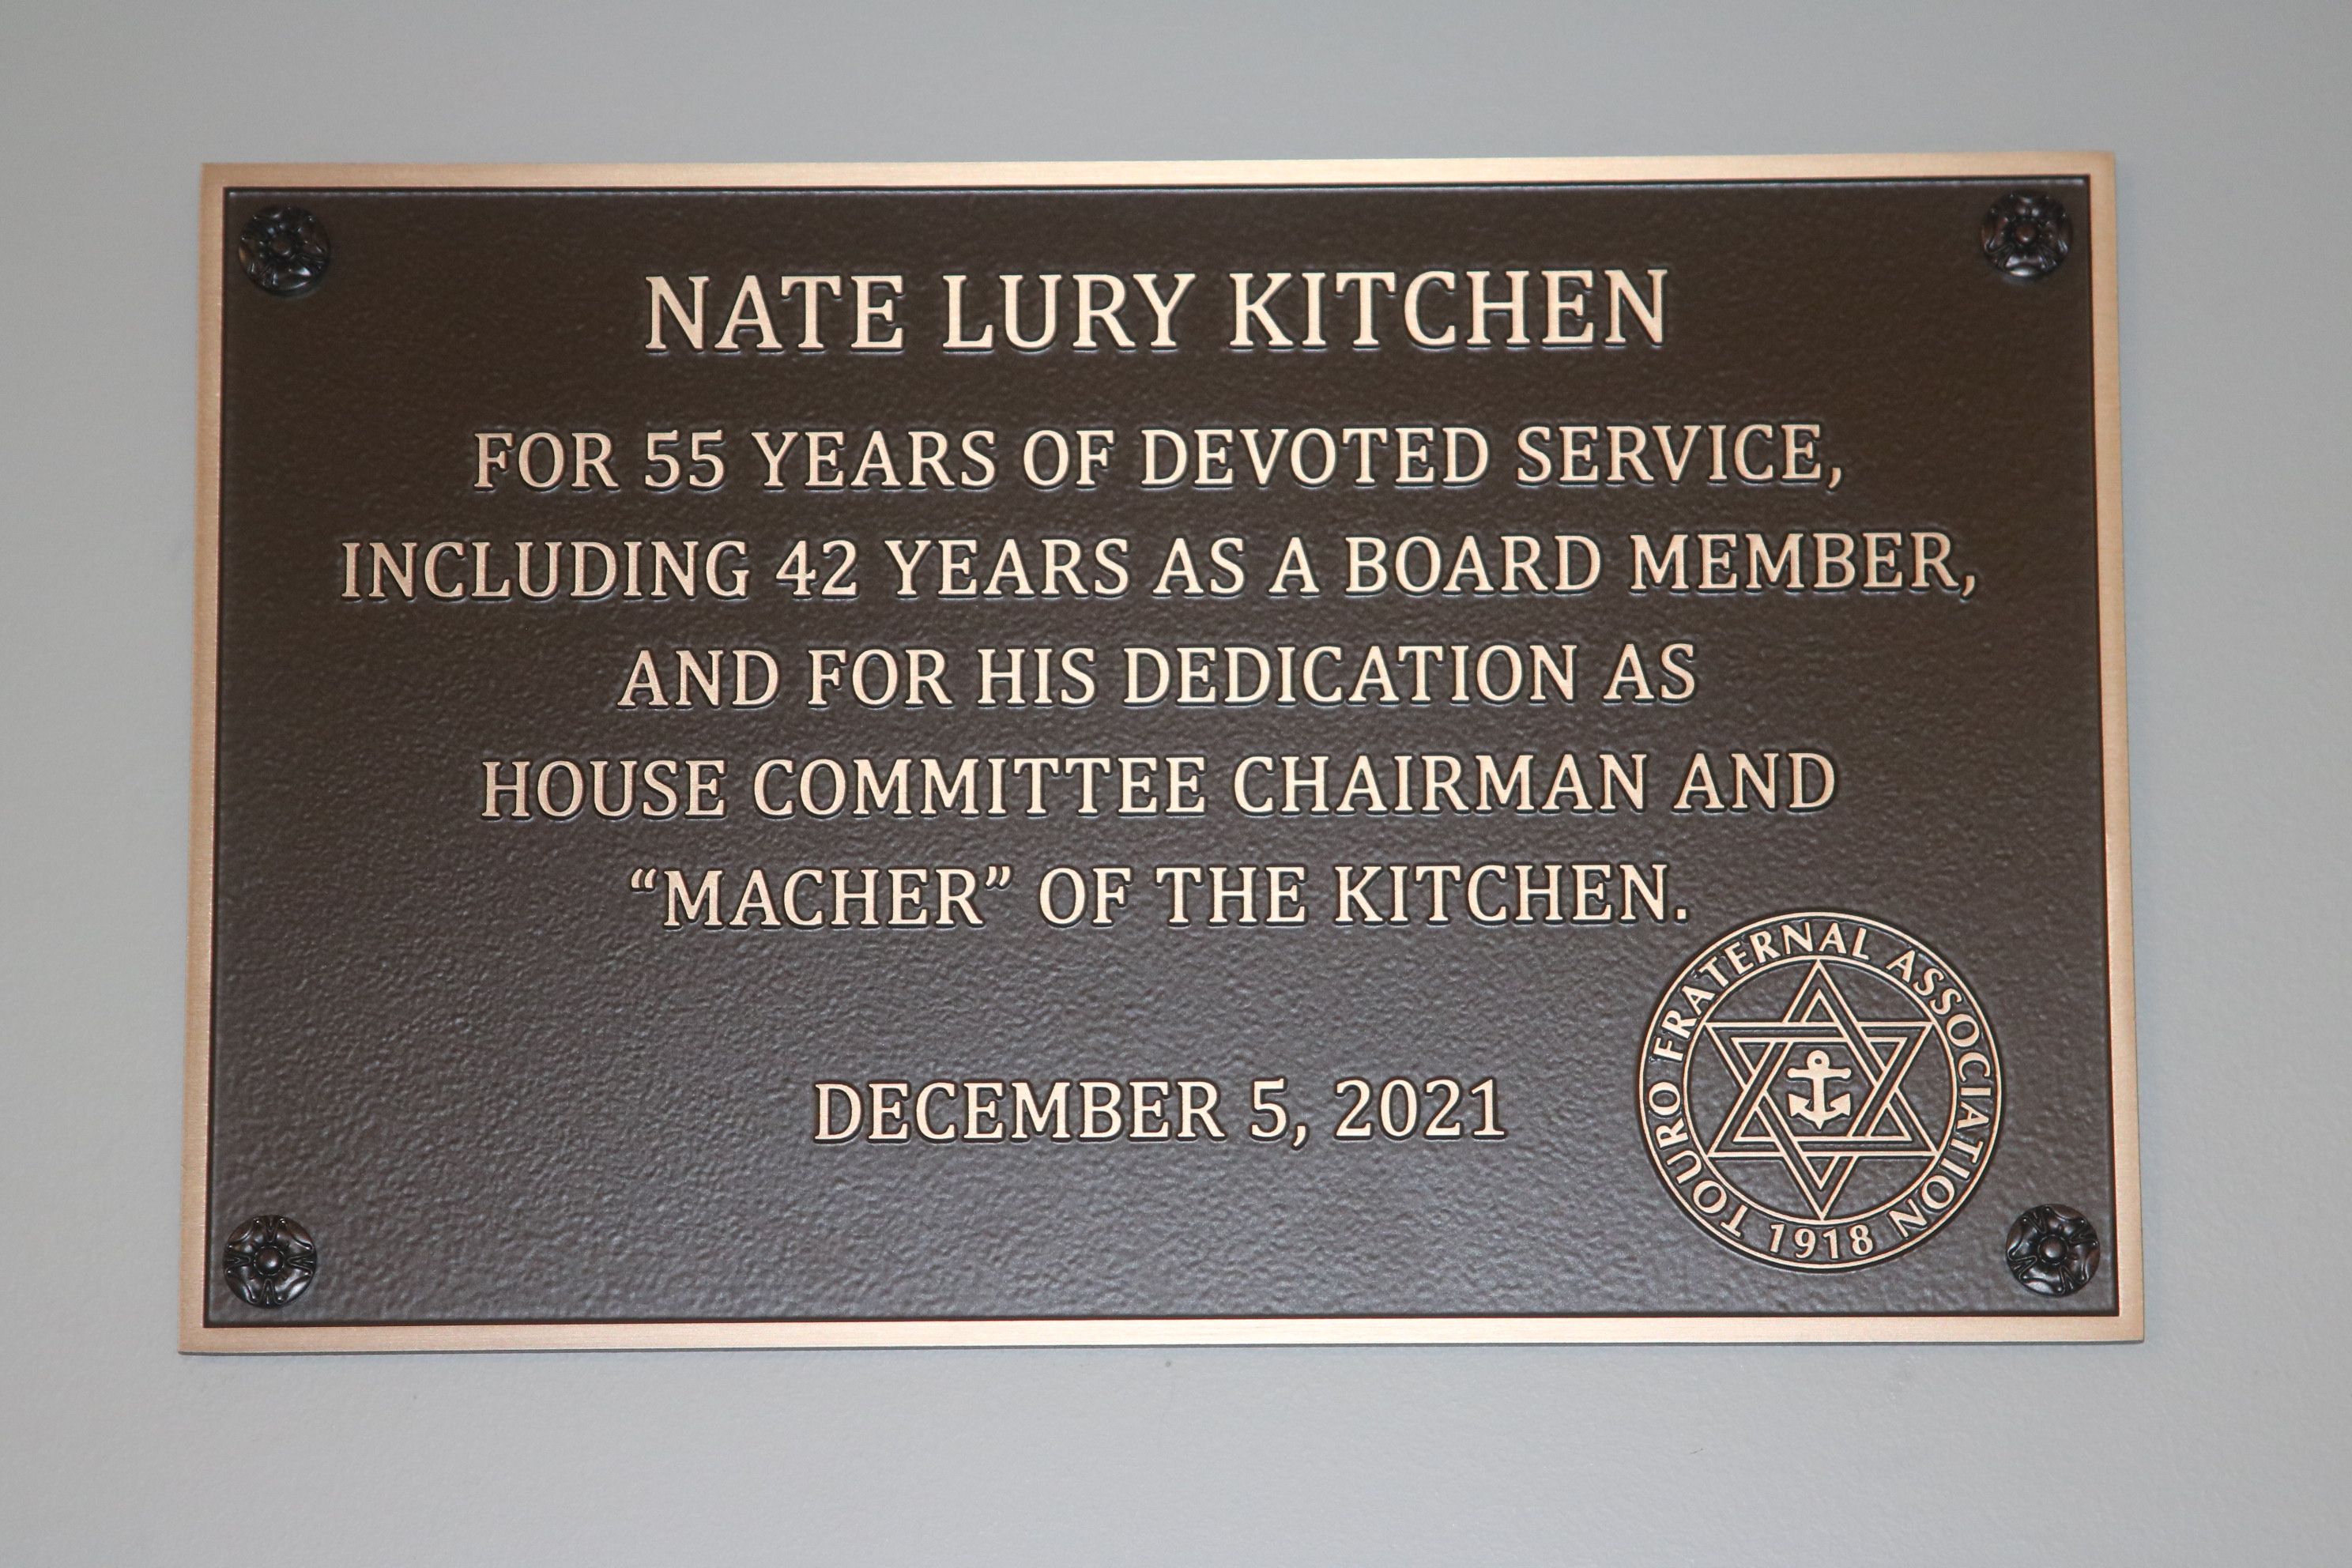 NATE LURY KITCHEN
FOR 55 YEARS OF DEVOTED SERVICE,
INCLUDING 42 YEARS AS A BOARD MEMBER,
AND FOR HIS DEDICATION AS
HOUSE COMMITTEE CHAIRMAN AND
“MACHER” OF THE KITCHEN.
DECEMBER 5, 2021
TOURO FRATERNAL ASSOCIATION
1918